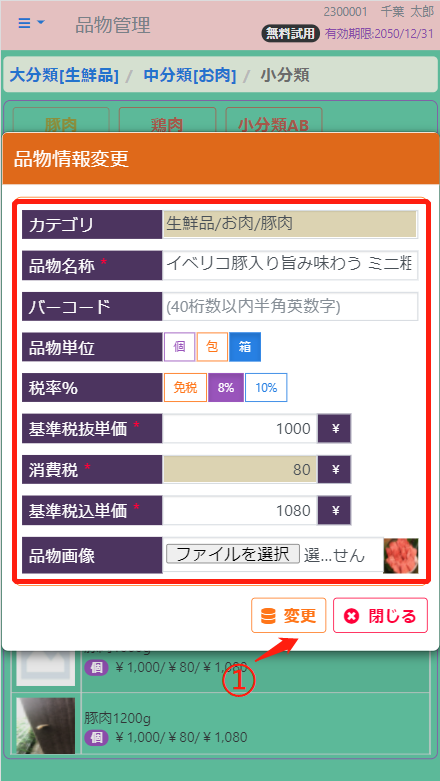 2300001 千葉 太郎
品物管理
無料試用 有効期限:2050/12/31
大分類[生鮮品] / 中分類[お肉] / 小分類
豚肉 鶏肉 小分類AB
品物情報変更
カテゴリ 生鮮品/お肉/豚肉
品物名称 * イベリコ豚入り旨み味わう ミニ粗
バーコード (40桁数以内半角英数字)
品物単位 個 包 箱
税率% 免税 8% 10%
基準税抜単価 * 1000 ¥
消費税 * 80 ¥
基準税込単価 * 1080 ¥
品物画像 ファイルを選択 選...せん
変更 閉じる
個 ¥1,000/¥80/¥1,080
①
豚肉1200g
個 ¥1,000/¥80/¥1,080